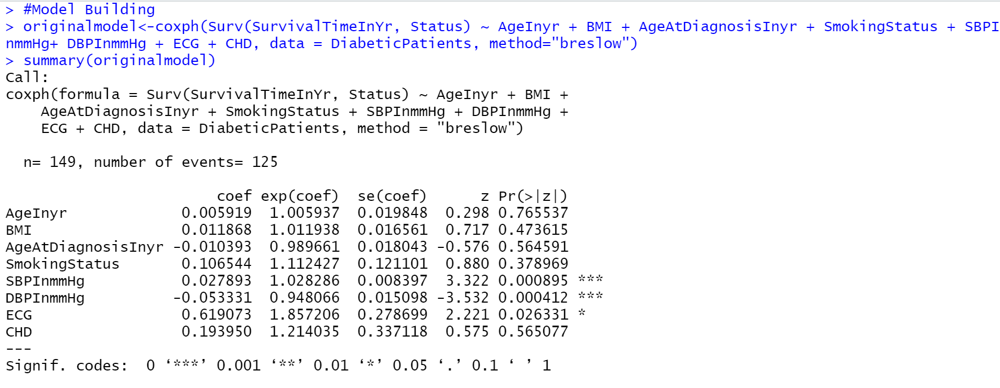 > #Model Building
> originalmodel<-coxph(Surv(SurvivalTimeInYr, Status) ~ AgeInyr + BMI + AgeAtDiagnosisInyr + SmokingStatus + SBPI
nmmHg+ DBPInmmHg + ECG + CHD, data = DiabeticPatients, method="breslow")
> summary(originalmodel)
Call:
coxph(formula = Surv(SurvivalTimeInYr, Status) ~ AgeInyr + BMI +
    AgeAtDiagnosisInyr + SmokingStatus + SBPInmmHg + DBPInmmHg +
    ECG + CHD, data = DiabeticPatients, method = "breslow")
  n= 149, number of events= 125
                        coef exp(coef)  se(coef)      z Pr(>|z|)
AgeInyr             0.005919  1.005937  0.019848  0.298 0.765537
BMI                 0.011868  1.011938  0.016561  0.717 0.473615
AgeAtDiagnosisInyr -0.010393  0.989661  0.018043 -0.576 0.564591
SmokingStatus       0.106544  1.112427  0.121101  0.880 0.378969
SBPInmmHg           0.027893  1.028286  0.008397  3.322 0.000895 ***
DBPInmmHg          -0.053331  0.948066  0.015098 -3.532 0.000412 ***
ECG                 0.619073  1.857206  0.278699  2.221 0.026331 *
CHD                 0.193950  1.214035  0.337118  0.575 0.565077
---
Signif. codes:  0 ‘***’ 0.001 ‘**’ 0.01 ‘*’ 0.05 ‘.’ 0.1 ‘ ’ 1